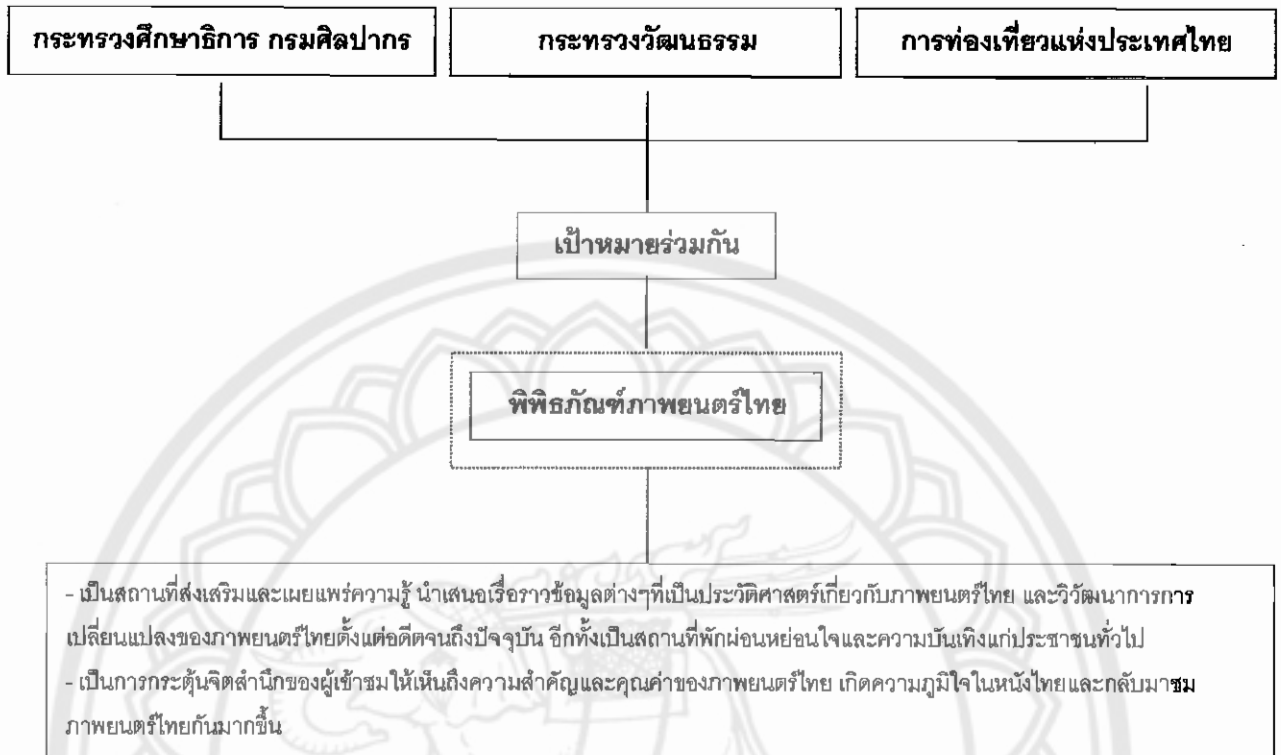 กระทรวงศึกษาธิการ กรมศิลปากร
กระทรวงวัฒนธรรม
การท่องเที่ยวแห่งประเทศไทย
เป้าหมายร่วมกัน
พิพิธภัณฑ์ภาพยนตร์ไทย
- เป็นสถานที่ส่งเสริมและเผยแพร่ความรู้ นำเสนอเรื่อราวข้อมูลต่างๆที่เป็นประวัติศาสตร์เกี่ยวกับภาพยนตร์ไทย และวิวัฒนาการการ
เปลี่ยนแปลงของภาพยนตร์ไทยตั้งแต่อดีตจนถึงปัจจุบัน อีกทั้งเป็นสถานที่พักผ่อนหย่อนใจและความบันเทิงแก่ประชาชนทั่วไป
- เป็นการกระตุ้นจิตสำนึกของผู้เข้าชมให้เห็นถึงความสำคัญและคุณค่าของภาพยนตร์ไทย เกิดความภูมิใจในหนังไทยและกลับมาชม
ภาพยนตร์ไทยกันมากขึ้น